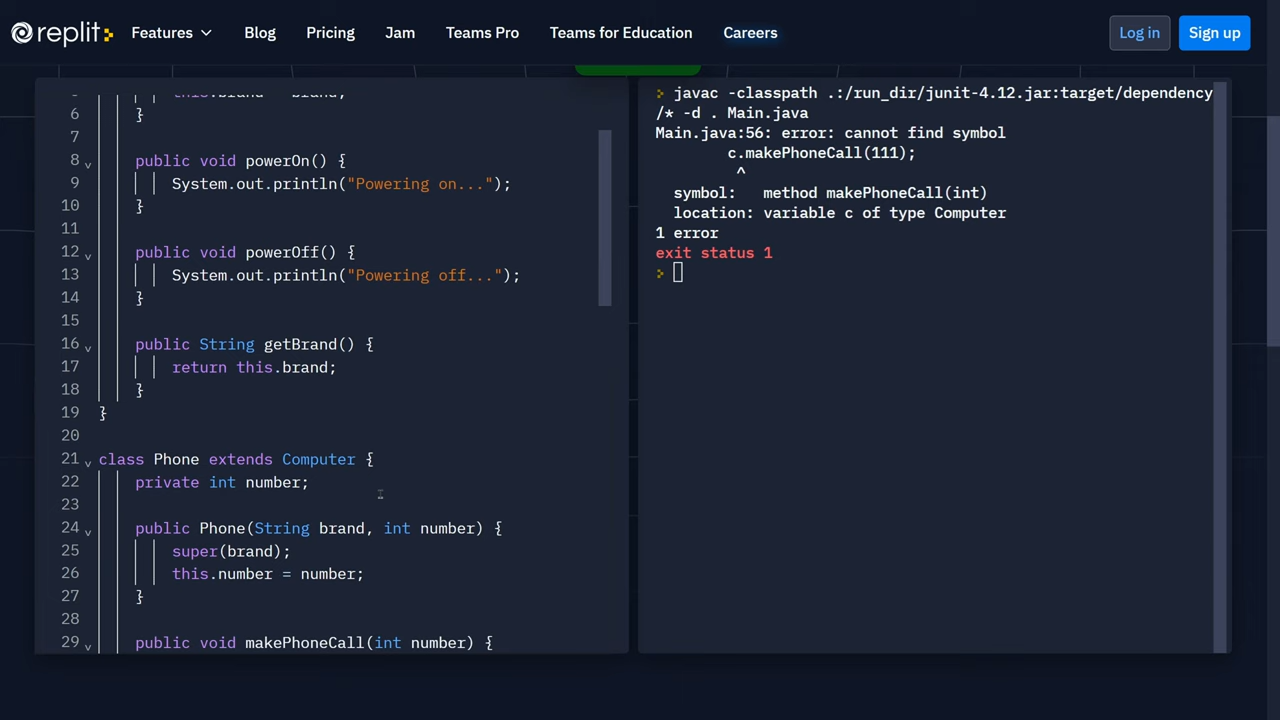 replit
Features
Blog
Pricing
Jam
Teams Pro
Teams for Education
Careers
Log in
Sign up
6 }
7
8 public void powerOn() {
9 System.out.println("Powering on...");
10 }
11
12 public void powerOff() {
13 System.out.println("Powering off...");
14 }
15
16 public String getBrand() {
17 return this.brand;
18 }
19 }
20
21 class Phone extends Computer {
22 private int number;
23
24 public Phone(String brand, int number) {
25 super(brand);
26 this.number = number;
27 }
28
29 public void makePhoneCall(int number) {
> javac -classpath .:/run_dir/junit-4.12.jar:target/dependency
/* -d . Main.java
Main.java:56: error: cannot find symbol
c.makePhoneCall(111);
^
symbol: method makePhoneCall(int)
location: variable c of type Computer
1 error
exit status 1
>